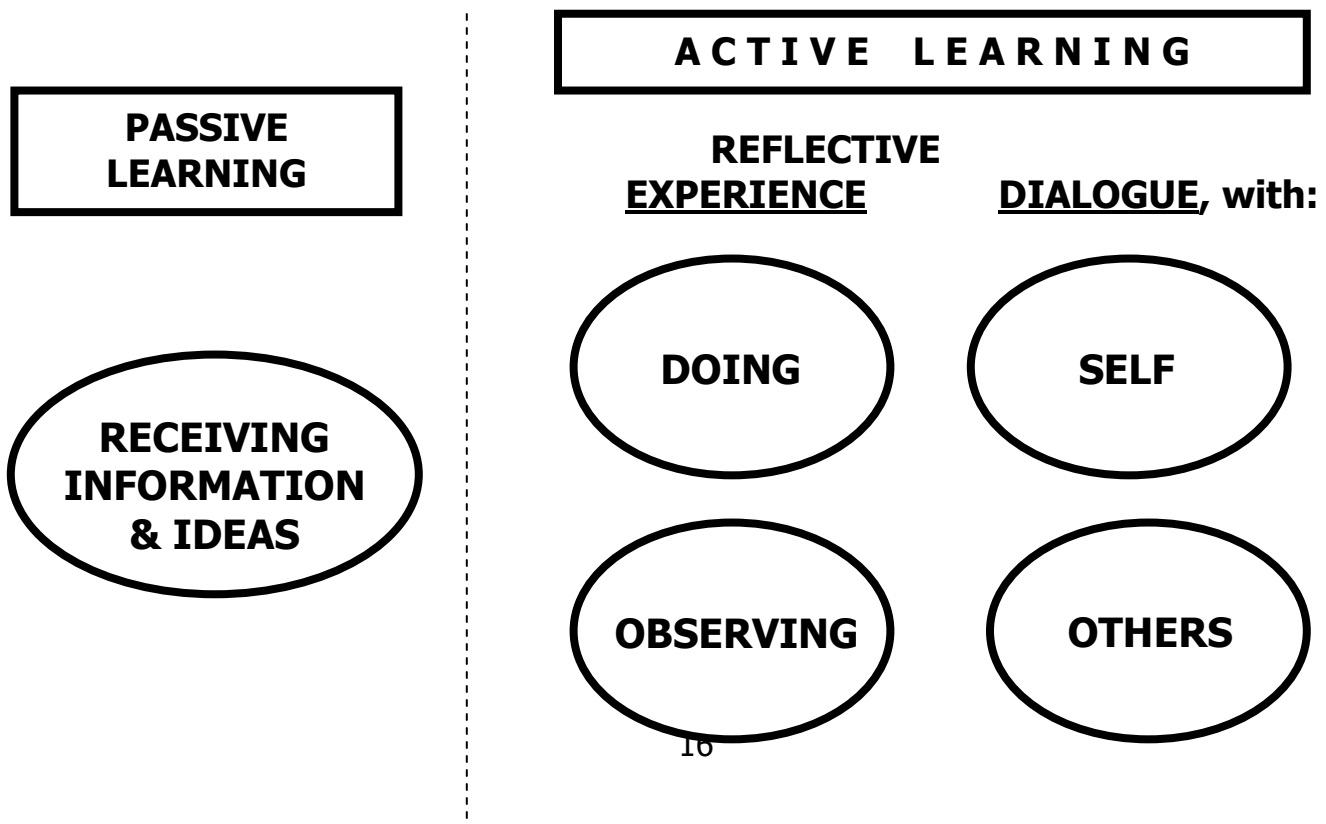 PASSIVE
LEARNING
RECEIVING
INFORMATION
& IDEAS
ACTIVE LEARNING
REFLECTIVE
EXPERIENCE DIALOGUE, with:
DOING SELF
OBSERVING OTHERS
16